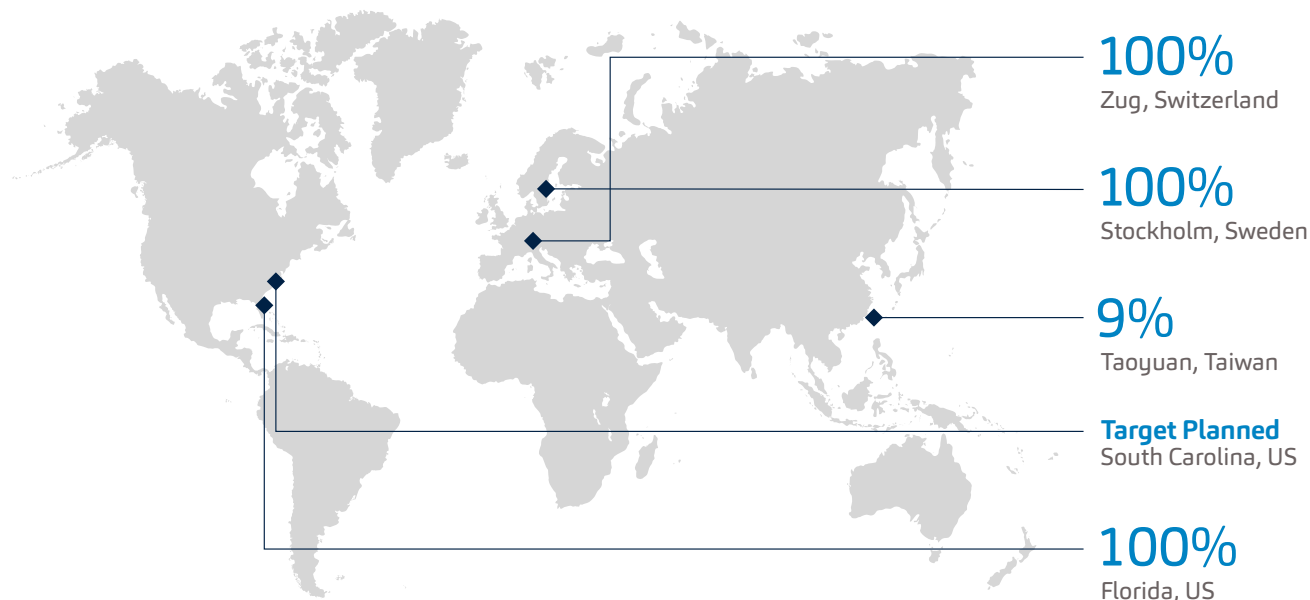 100%
Zug, Switzerland
100%
Stockholm, Sweden
9%
Taoyuan, Taiwan
Target Planned
South Carolina, US
100%
Florida, US